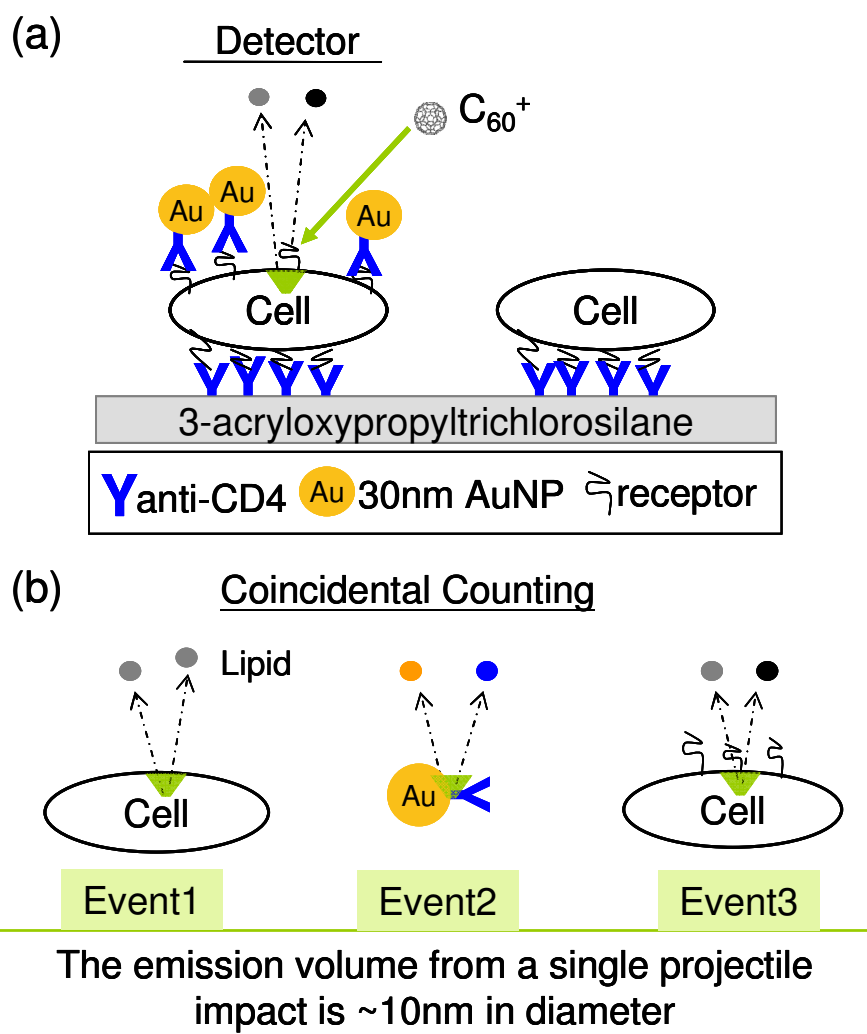 (a)
Detector
C60+
Au
Au
Au
Cell
Cell
3-acryloxypropyltrichlorosilane
anti-CD4 Au 30nm AuNP receptor
(b)
Coincidental Counting
Lipid
Cell
Au
Cell
Event1
Event2
Event3
The emission volume from a single projectile
impact is ~10nm in diameter